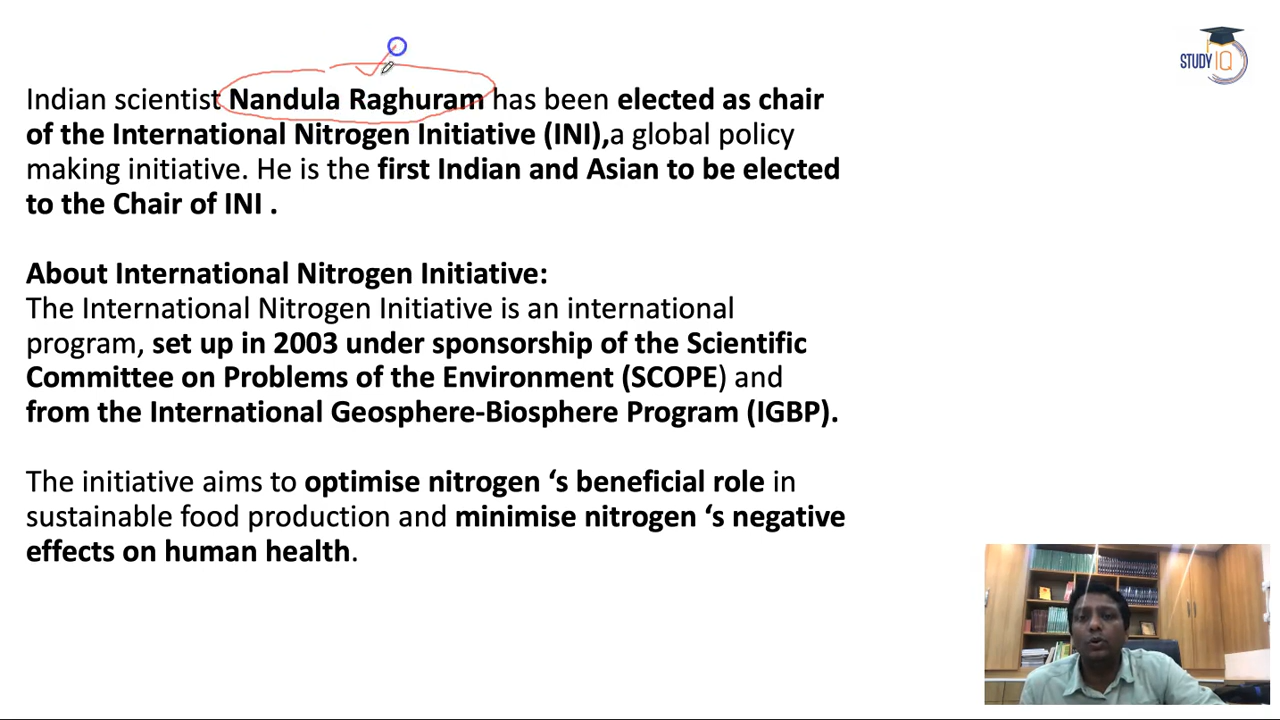 STUDY IQ
Indian scientist Nandula Raghuram has been elected as chair
of the International Nitrogen Initiative (INI),a global policy
making initiative. He is the first Indian and Asian to be elected
to the Chair of INI .
About International Nitrogen Initiative:
The International Nitrogen Initiative is an international
program, set up in 2003 under sponsorship of the Scientific
Committee on Problems of the Environment (SCOPE) and
from the International Geosphere-Biosphere Program (IGBP).
The initiative aims to optimise nitrogen ‘s beneficial role in
sustainable food production and minimise nitrogen ‘s negative
effects on human health.